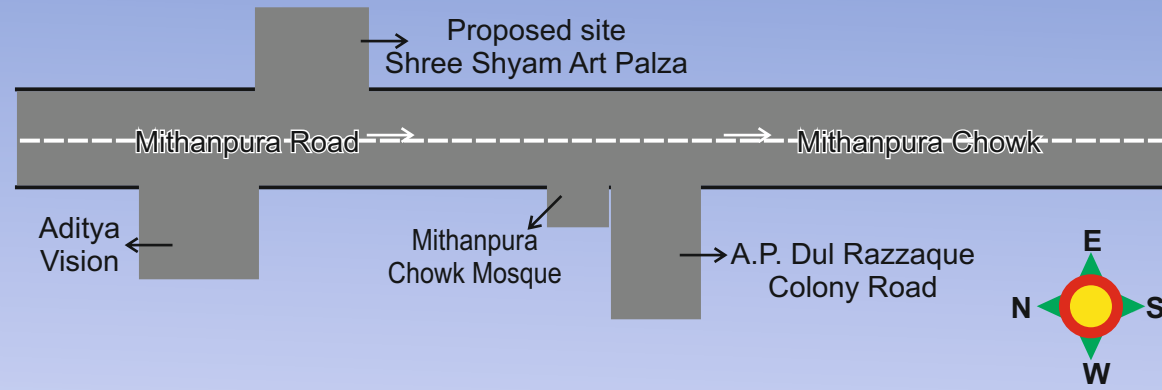 Proposed site
Shree Shyam Art Palza
Mithanpura Road
Mithanpura Chowk
Aditya
Vision
Mithanpura
Chowk Mosque
A.P. Dul Razzaque
Colony Road
E
N
S
W